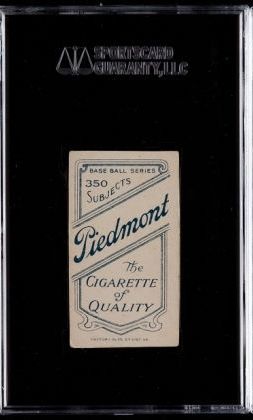 SPORTSCARD
GUARANTY, LLC
BASE BALL SERIES
350
SUBJECTS
Piedmont
The
CIGARETTE
of
QUALITY